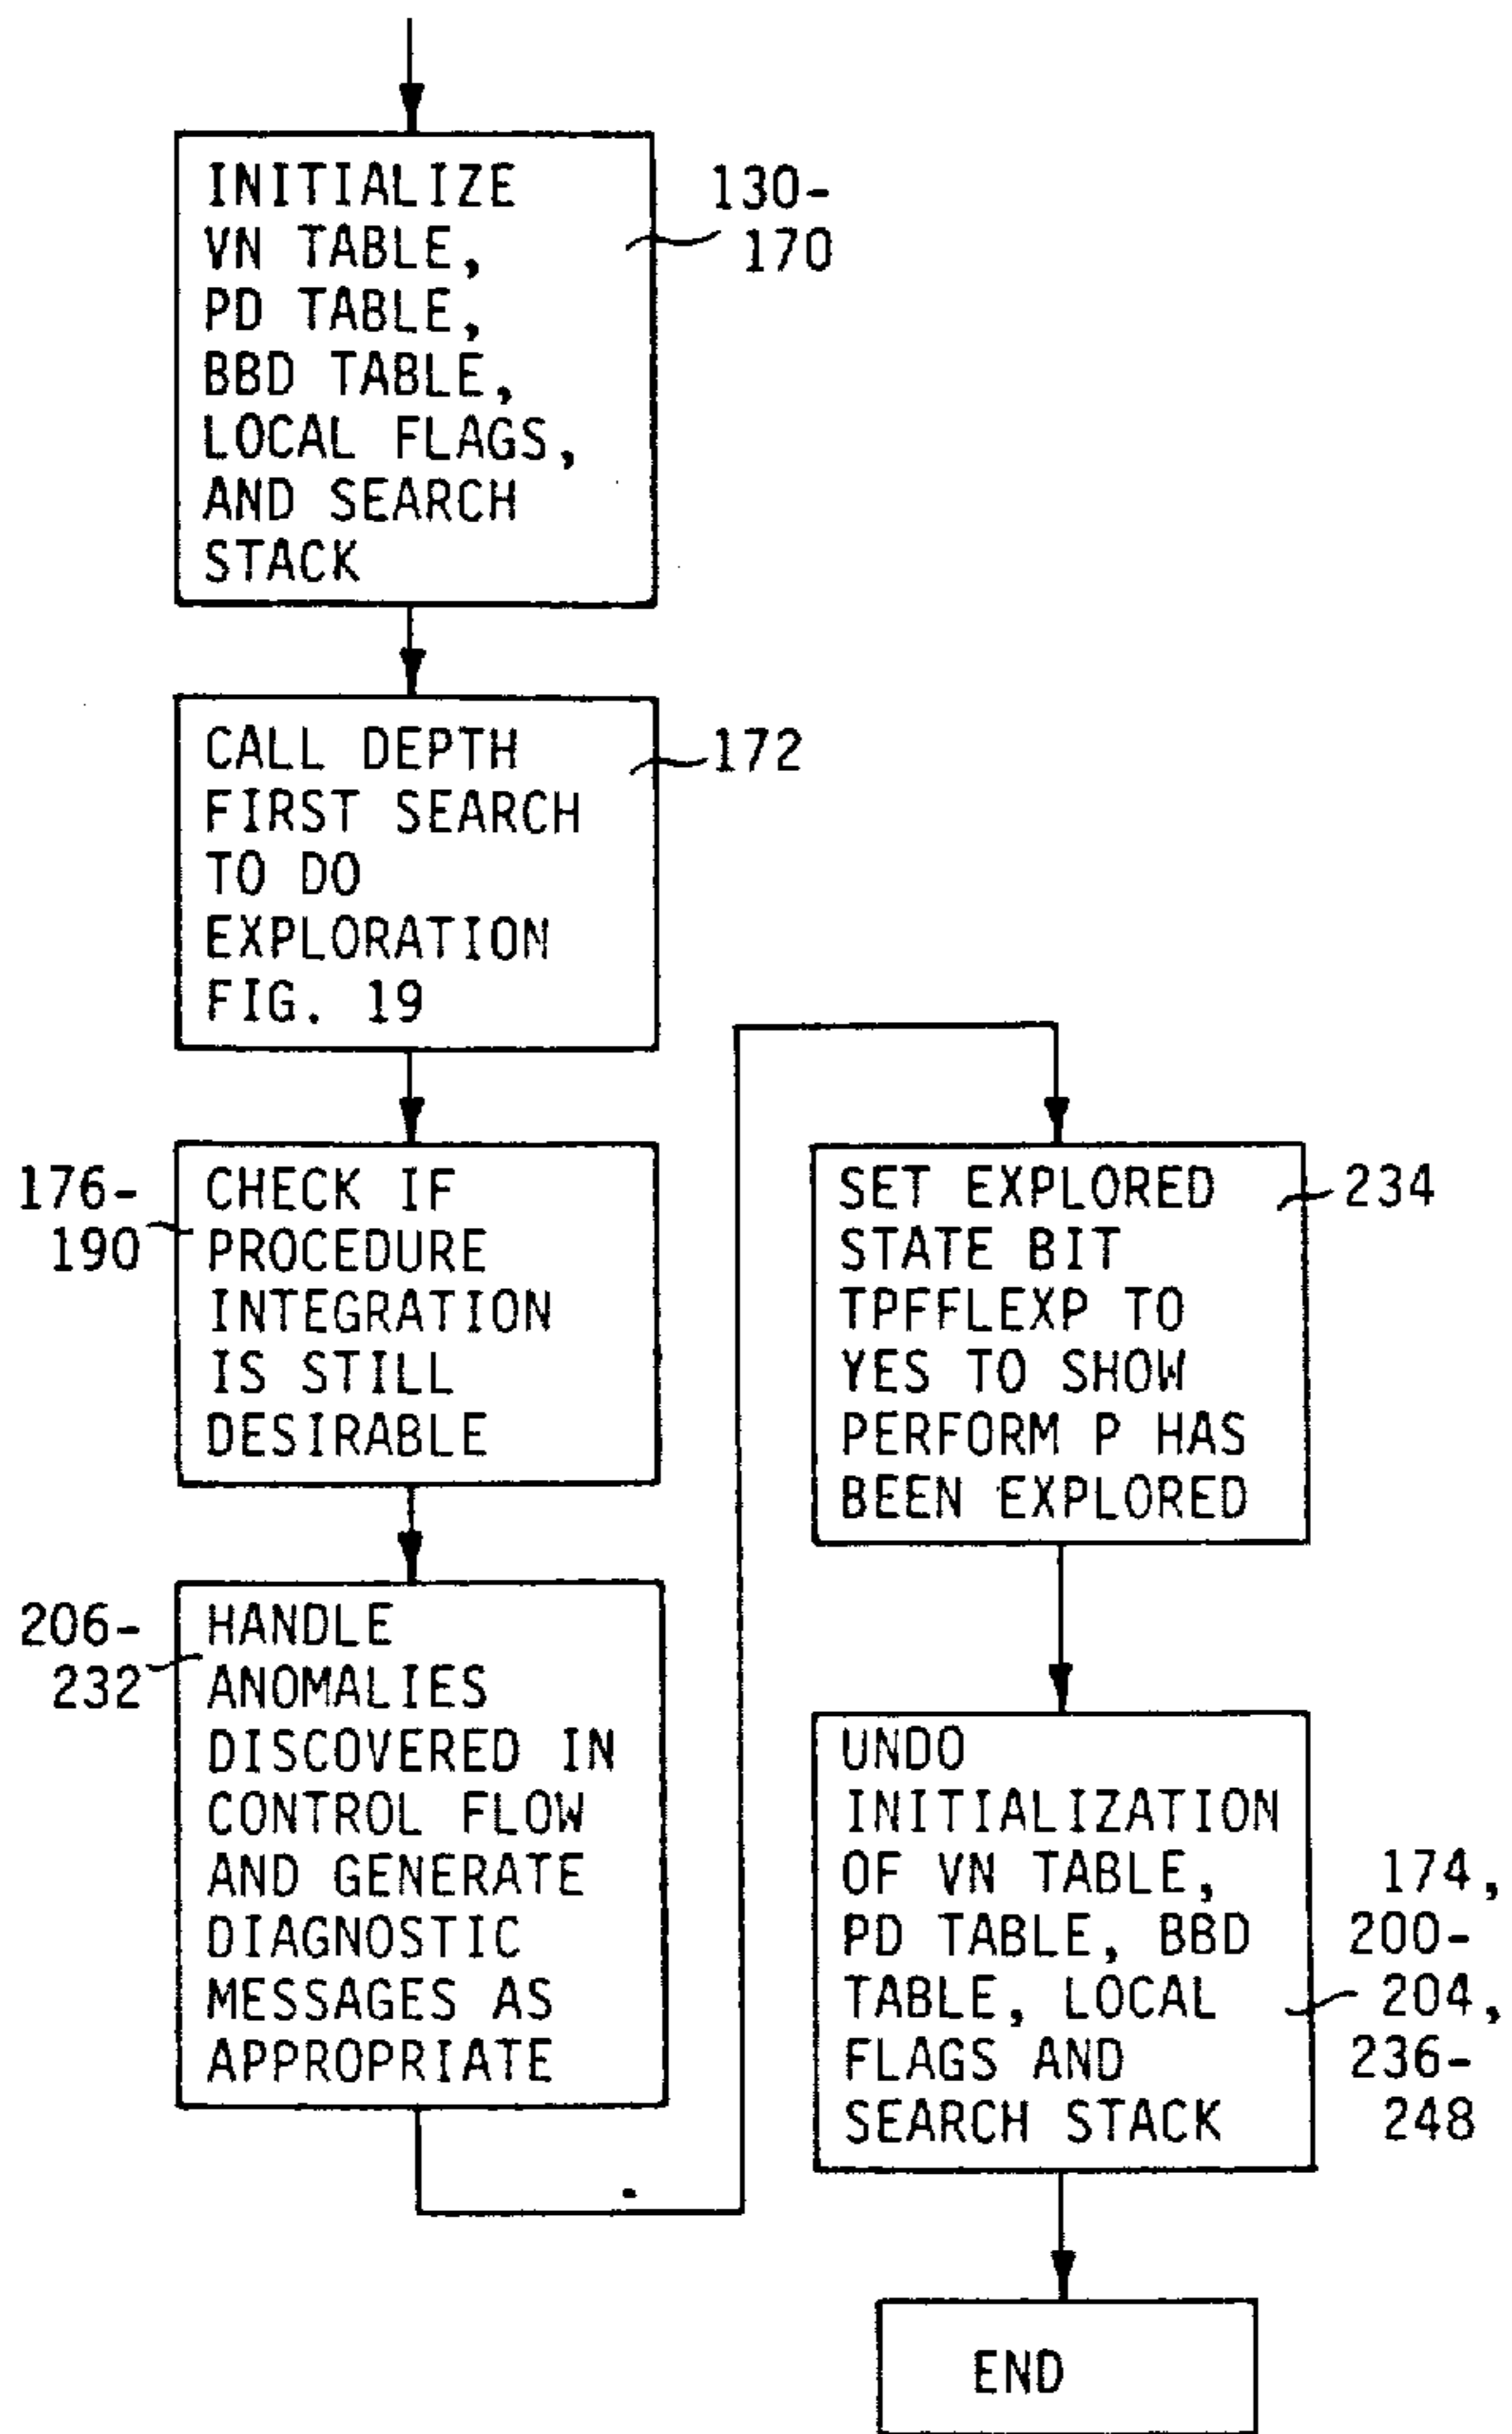 INITIALIZE
VN TABLE,
PD TABLE,
BBD TABLE,
LOCAL FLAGS,
AND SEARCH
STACK
130-
170
CALL DEPTH
FIRST SEARCH
TO DO
EXPLORATION
FIG. 19
172
176-
190
CHECK IF
PROCEDURE
INTEGRATION
IS STILL
DESIRABLE
206-
232
HANDLE
ANOMALIES
DISCOVERED IN
CONTROL FLOW
AND GENERATE
DIAGNOSTIC
MESSAGES AS
APPROPRIATE
SET EXPLORED
STATE BIT
TPFFLEXP TO
YES TO SHOW
PERFORM P HAS
BEEN EXPLORED
234
UNDO
INITIALIZATION
OF VN TABLE,
PD TABLE, BBD
TABLE, LOCAL
FLAGS AND
SEARCH STACK
174,
200-
204,
236-
248
END